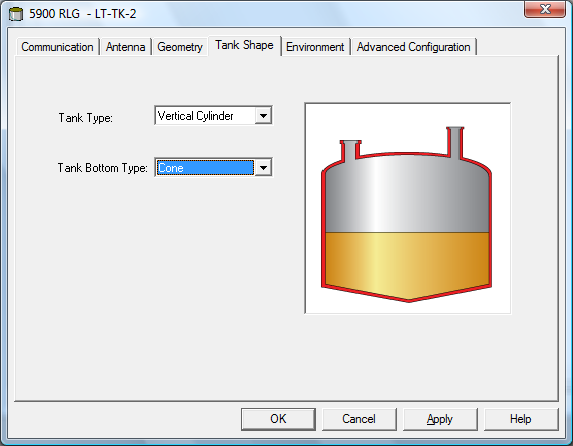 5900 RLG - LT-TK-2
Communication Antenna Geometry Tank Shape Environment Advanced Configuration
Tank Type: Vertical Cylinder
Tank Bottom Type: Cone
OK Cancel Apply Help